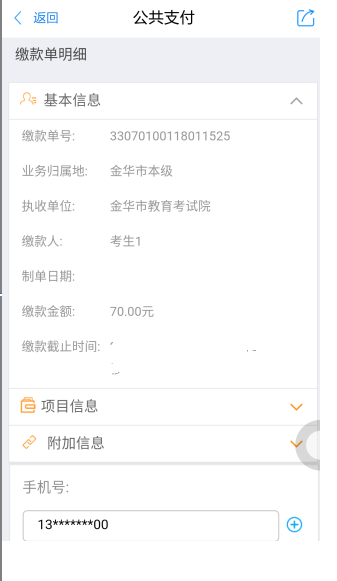 返回 公共支付
缴款单明细
基本信息
缴款单号: 33070100118011525
业务归属地: 金华市本级
执收单位: 金华市教育考试院
缴款人: 考生1
制单日期:
缴款金额: 70.00元
缴款截止时间:
项目信息
附加信息
手机号:
13*******00